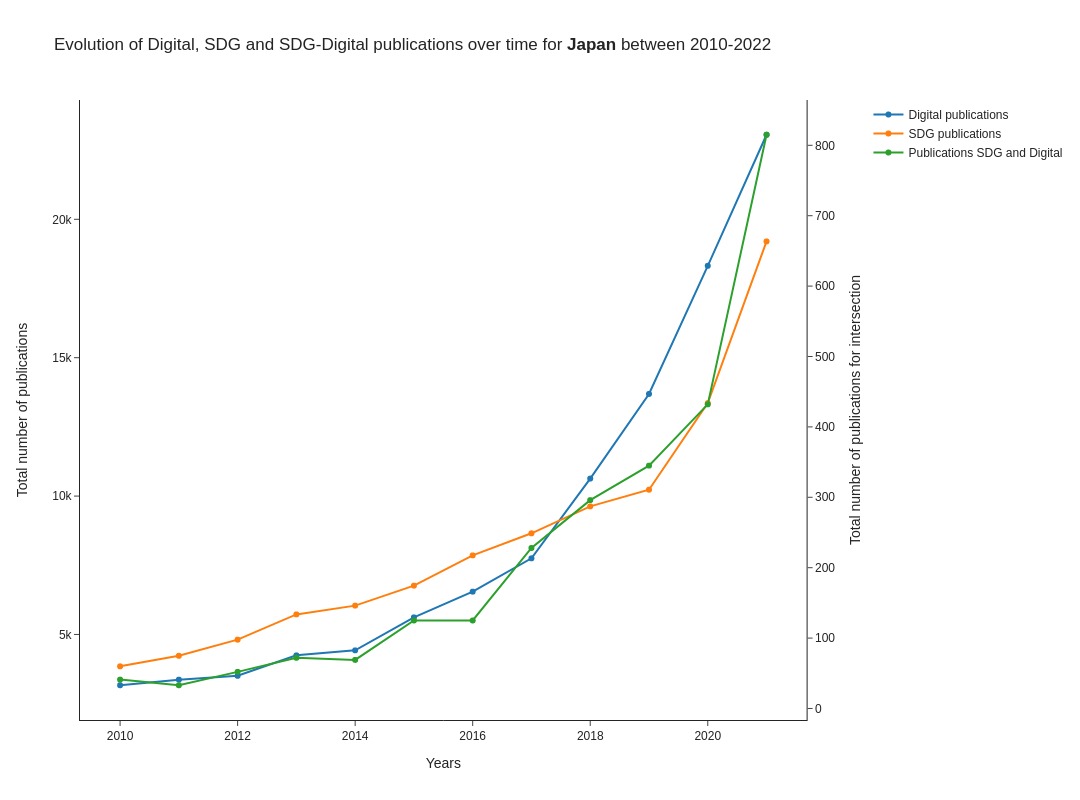 Evolution of Digital, SDG and SDG-Digital publications over time for Japan between 2010-2022
Digital publications
SDG publications
Publications SDG and Digital
Total number of publications
20k
15k
10k
5k
800
700
600
500
400
300
200
100
0
Total number of publications for intersection
2010
2012
2014
2016
2018
2020
Years